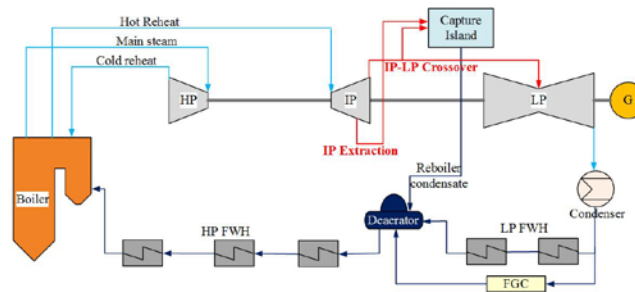 Hot Reheat
Main steam
Cold reheat
Capture
Island
IP-LP Crossover
HP
IP
LP
G
IP Extraction
Reboiler
condensate
Boiler
Deaerator
Condenser
HP FWH
LP FWH
FGC